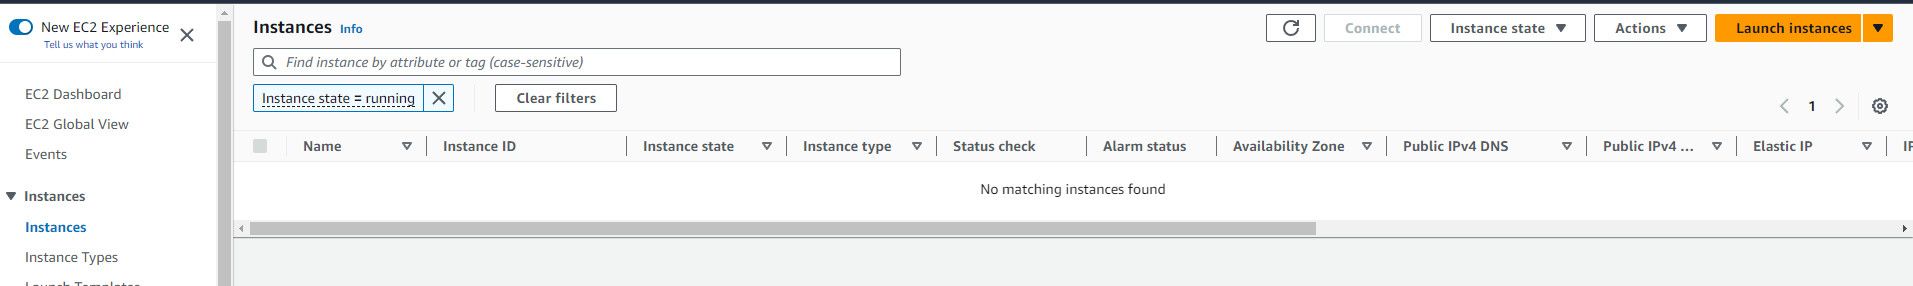 New EC2 Experience
Tell us what you think
EC2 Dashboard
EC2 Global View
Events
Instances
Instances
Instance Types
Launch Templates
Instances Info
Connect
Instance state
Actions
Launch instances
Find instance by attribute or tag (case-sensitive)
Instance state = running
Clear filters
1
Name Instance ID Instance state Instance type Status check Alarm status Availability Zone Public IPv4 DNS Public IPv4 ... Elastic IP IP
No matching instances found